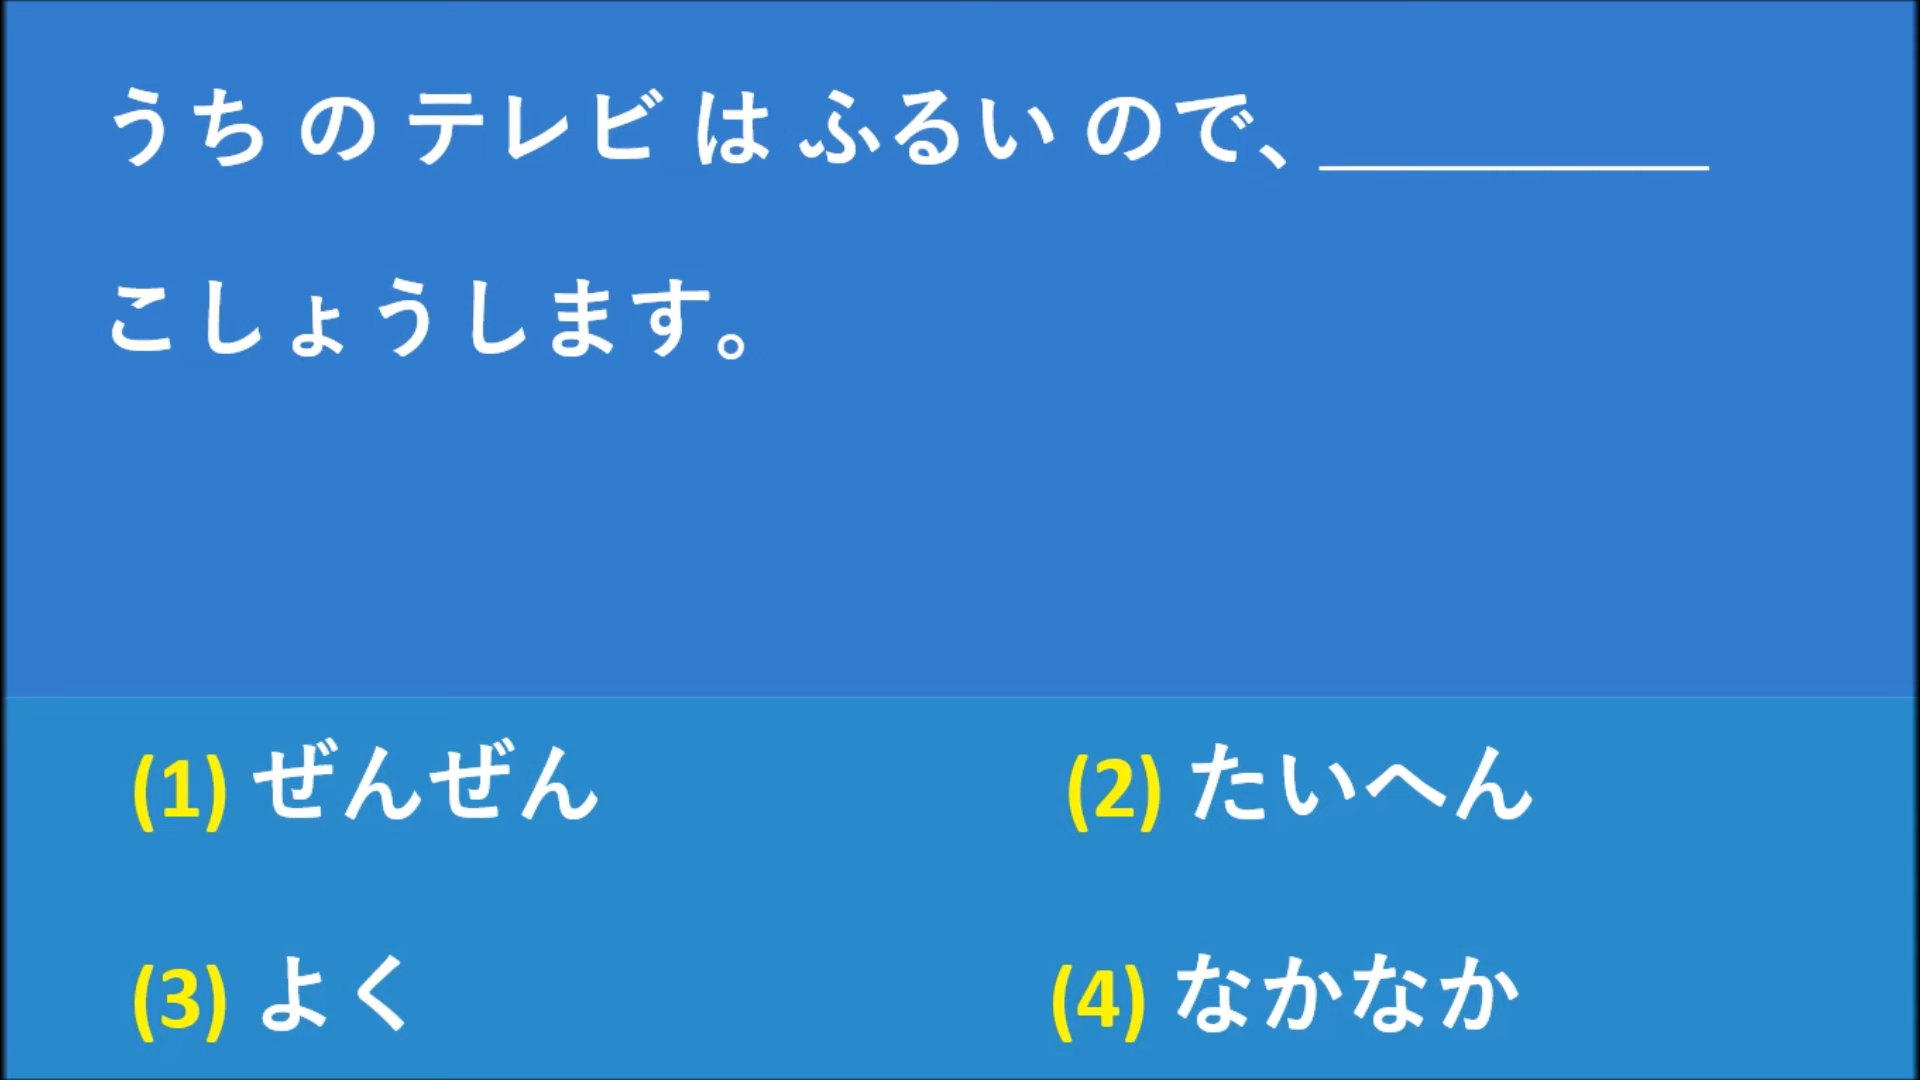 うち の テレビ は ふるい ので、__________
こしょうします。
(1) ぜんぜん
(2) たいへん
(3) よく
(4) なかなか